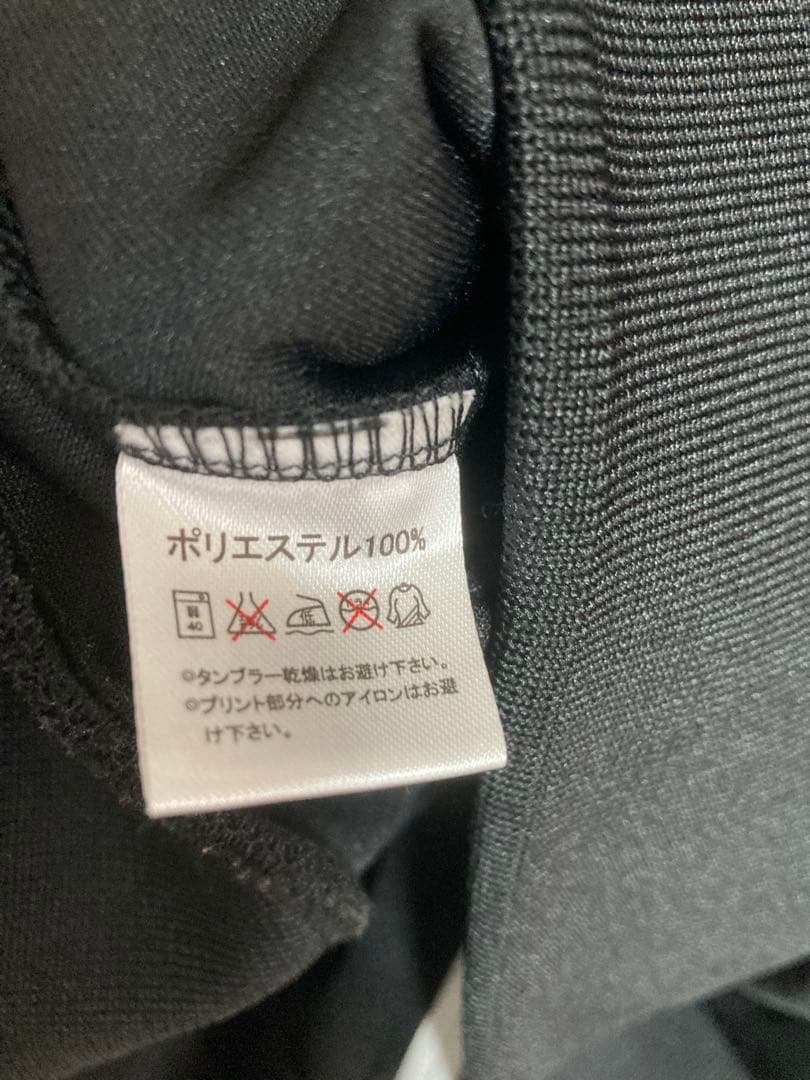 ポリエステル100%
40 低
◎タンブラー乾燥はお避け下さい。
◎プリント部分へのアイロンはお避
け下さい。